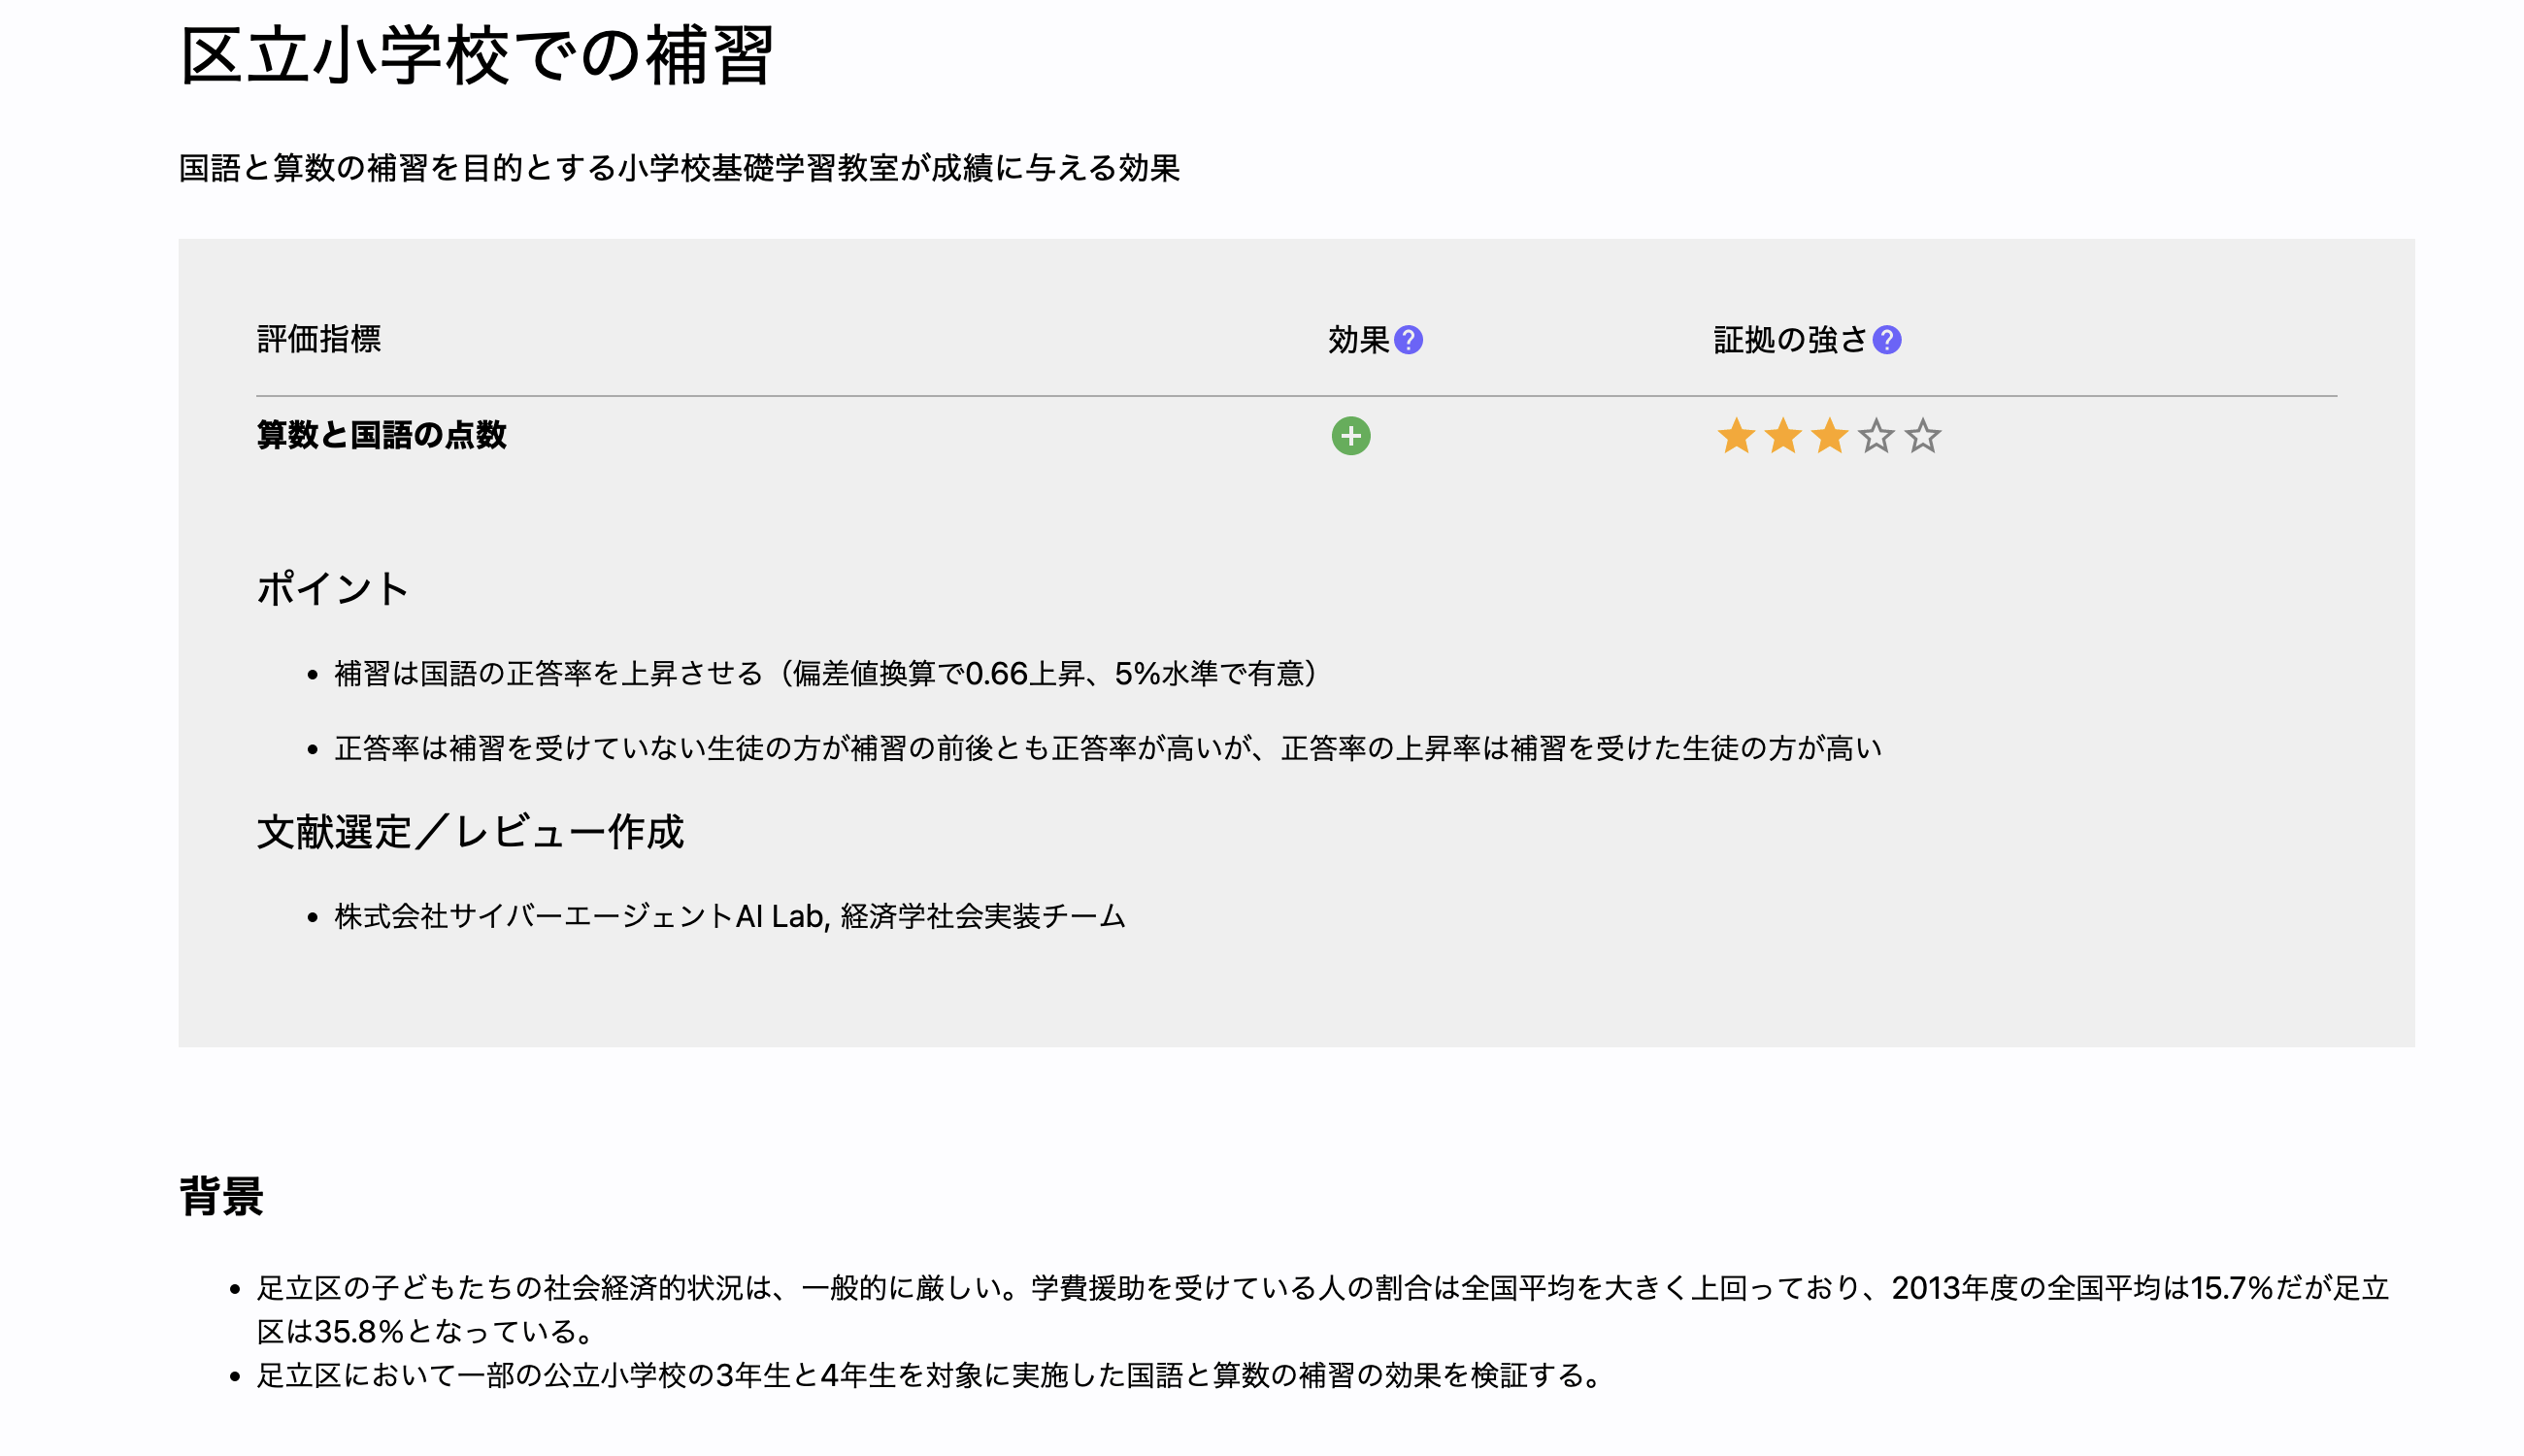 区立小学校での補習
国語と算数の補習を目的とする小学校基礎学習教室が成績に与える効果
評価指標 効果? 証拠の強さ?
算数と国語の点数
ポイント
• 補習は国語の正答率を上昇させる（偏差値換算で0.66上昇、5%水準で有意）
• 正答率は補習を受けていない生徒の方が補習の前後とも正答率が高いが、正答率の上昇率は補習を受けた生徒の方が高い
文献選定／レビュー作成
• 株式会社サイバーエージェントAI Lab, 経済学社会実装チーム
背景
• 足立区の子どもたちの社会経済的状況は、一般的に厳しい。学費援助を受けている人の割合は全国平均を大きく上回っており、2013年度の全国平均は15.7%だが足立
区は35.8%となっている。
• 足立区において一部の公立小学校の3年生と4年生を対象に実施した国語と算数の補習の効果を検証する。